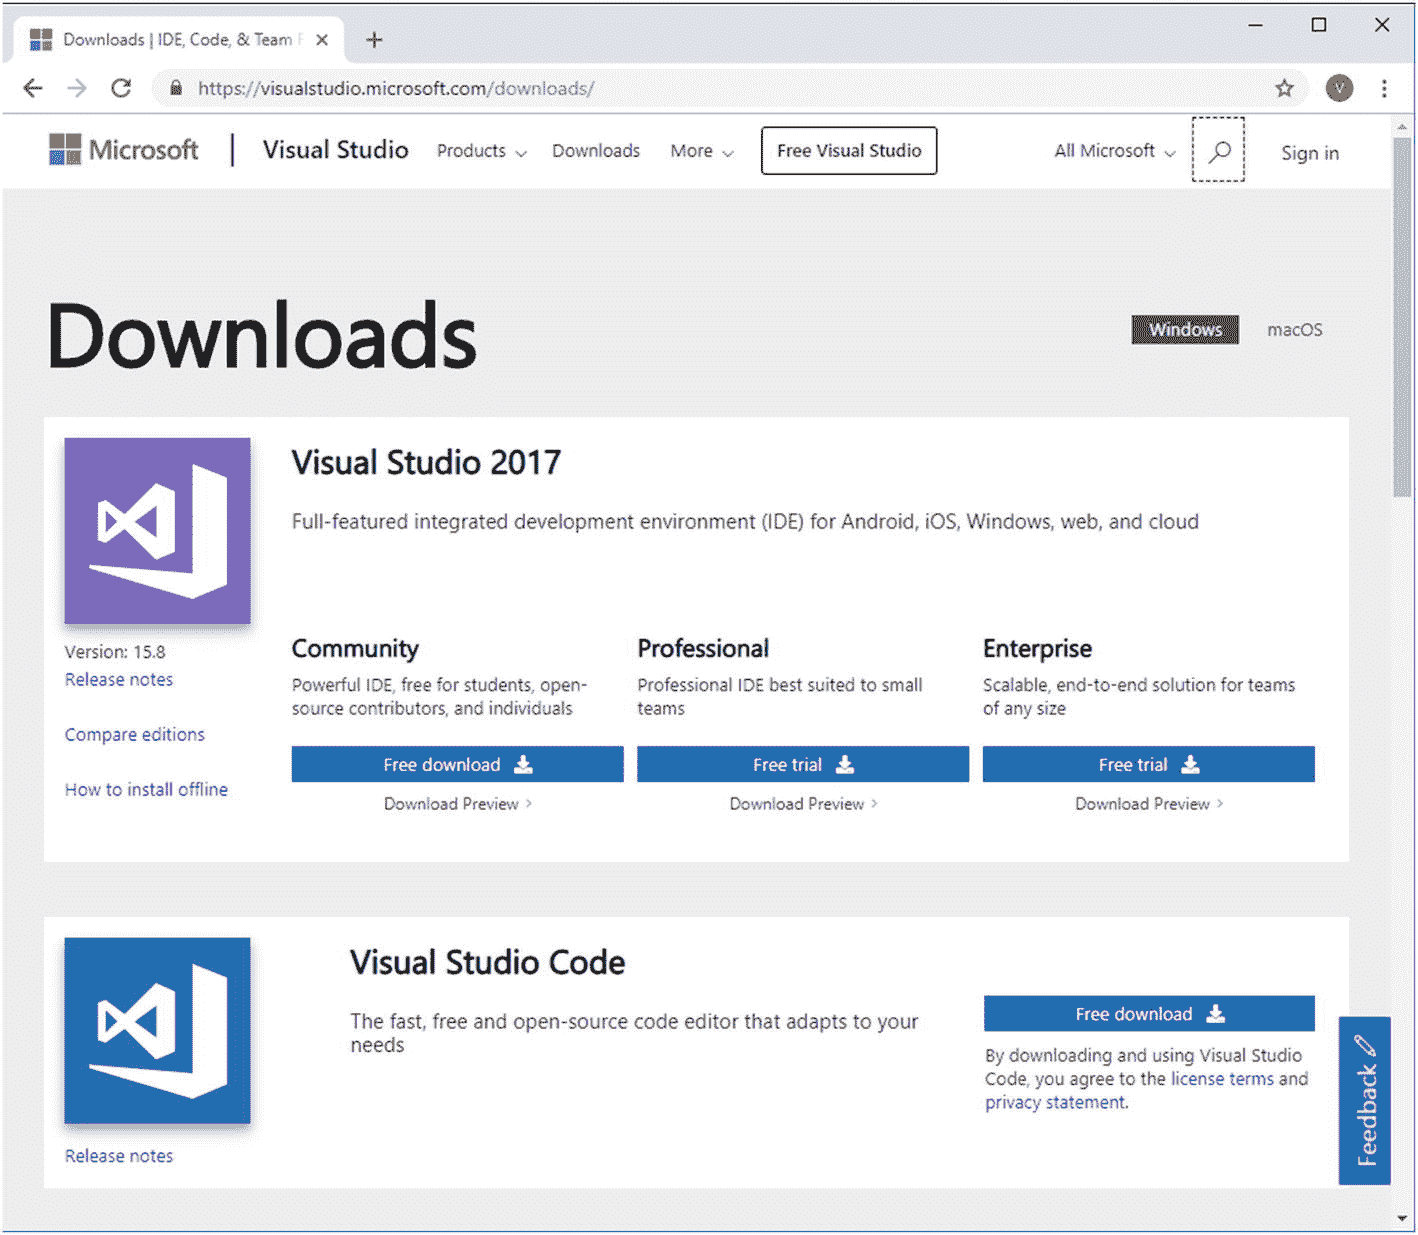 Downloads | IDE, Code, & Team
https://visualstudio.microsoft.com/downloads/
V
Microsoft | Visual Studio Products Downloads More Free Visual Studio All Microsoft Sign in
Downloads
Windows macOS
Visual Studio 2017
Full-featured integrated development environment (IDE) for Android, iOS, Windows, web, and cloud
Version: 15.8
Release notes
Compare editions
How to install offline
Community
Powerful IDE, free for students, open-
source contributors, and individuals
Free download
Download Preview >
Professional
Professional IDE best suited to small
teams
Free trial
Download Preview >
Enterprise
Scalable, end-to-end solution for teams
of any size
Free trial
Download Preview >
Visual Studio Code
The fast, free and open-source code editor that adapts to your
needs
Release notes
Free download
By downloading and using Visual Studio
Code, you agree to the license terms and
privacy statement.
Feedback